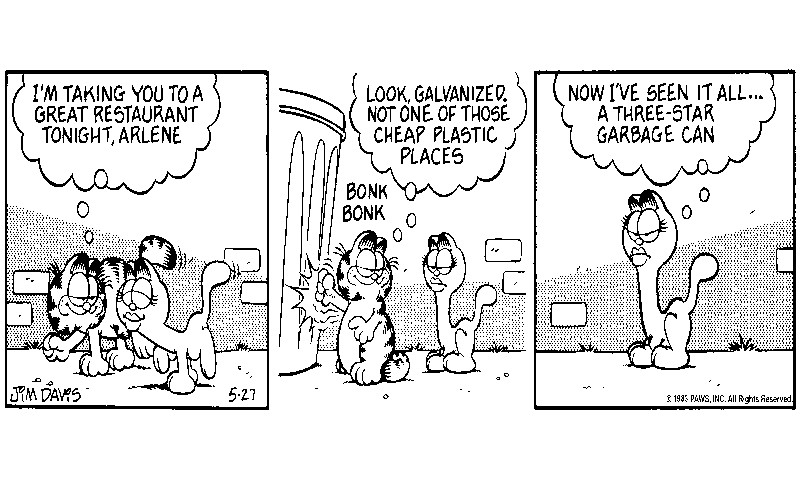 I'M TAKING YOU TO A
GREAT RESTAURANT
TONIGHT, ARLENE
JIM DAVIS
5-27
LOOK, GALVANIZED.
NOT ONE OF THOSE
CHEAP PLASTIC
PLACES
BONK
BONK
NOW I'VE SEEN IT ALL...
A THREE-STAR
GARBAGE CAN
© 1983 PAWS, INC. All Rights Reserved.